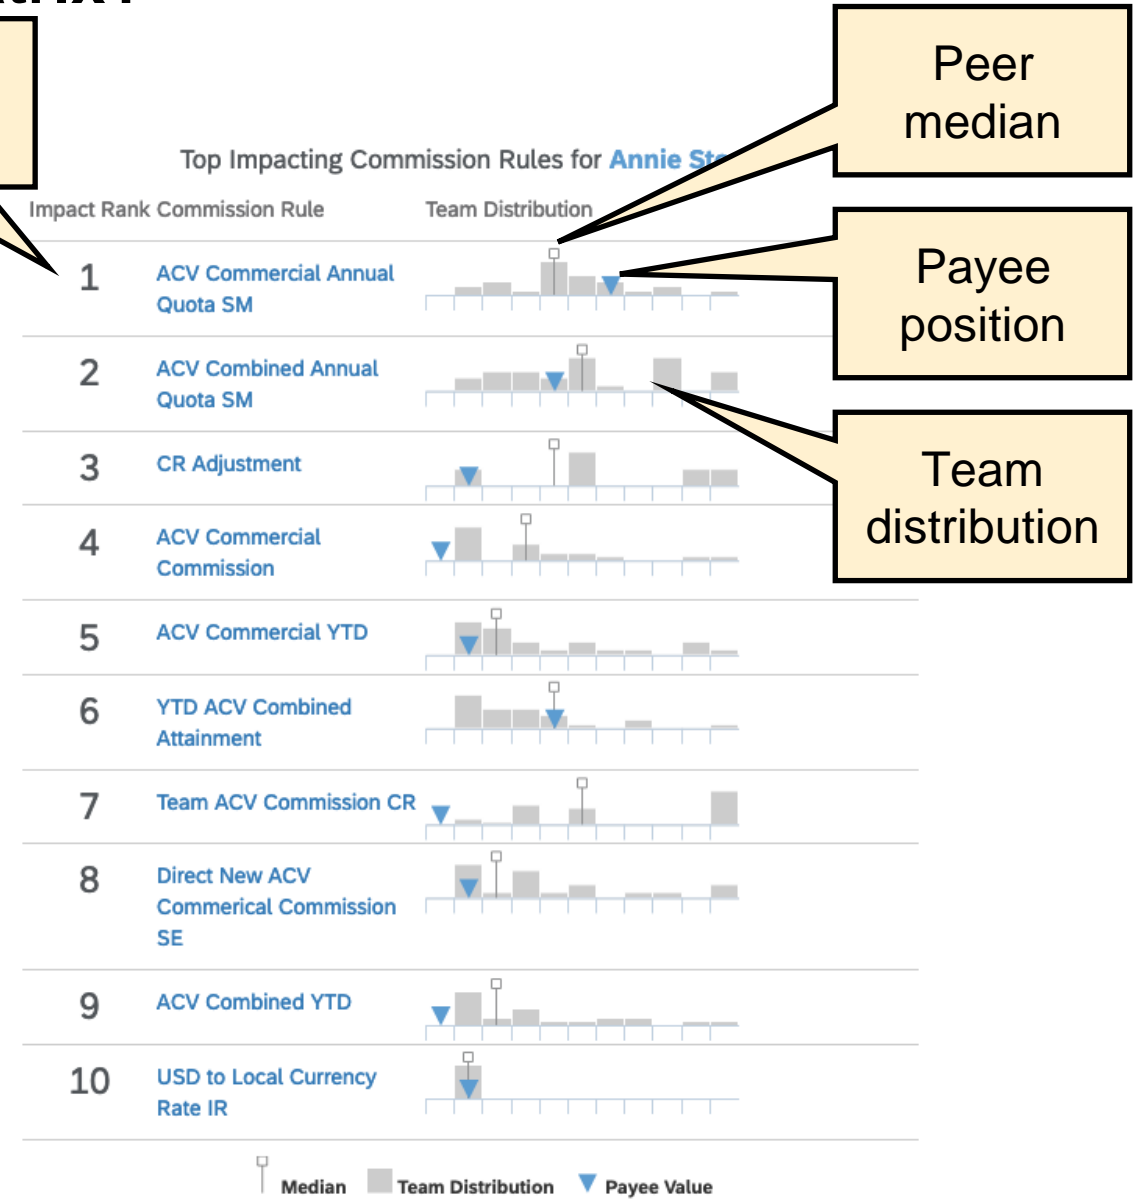 Peer
median
Top Impacting Commission Rules for Annie
Impact Rank Commission Rule Team Distribution
1 ACV Commercial Annual
Quota SM
Payee
position
2 ACV Combined Annual
Quota SM
3 CR Adjustment
Team
distribution
4 ACV Commercial
Commission
5 ACV Commercial YTD
6 YTD ACV Combined
Attainment
7 Team ACV Commission CR
8 Direct New ACV
Commerical Commission
SE
9 ACV Combined YTD
10 USD to Local Currency
Rate IR
Median Team Distribution Payee Value